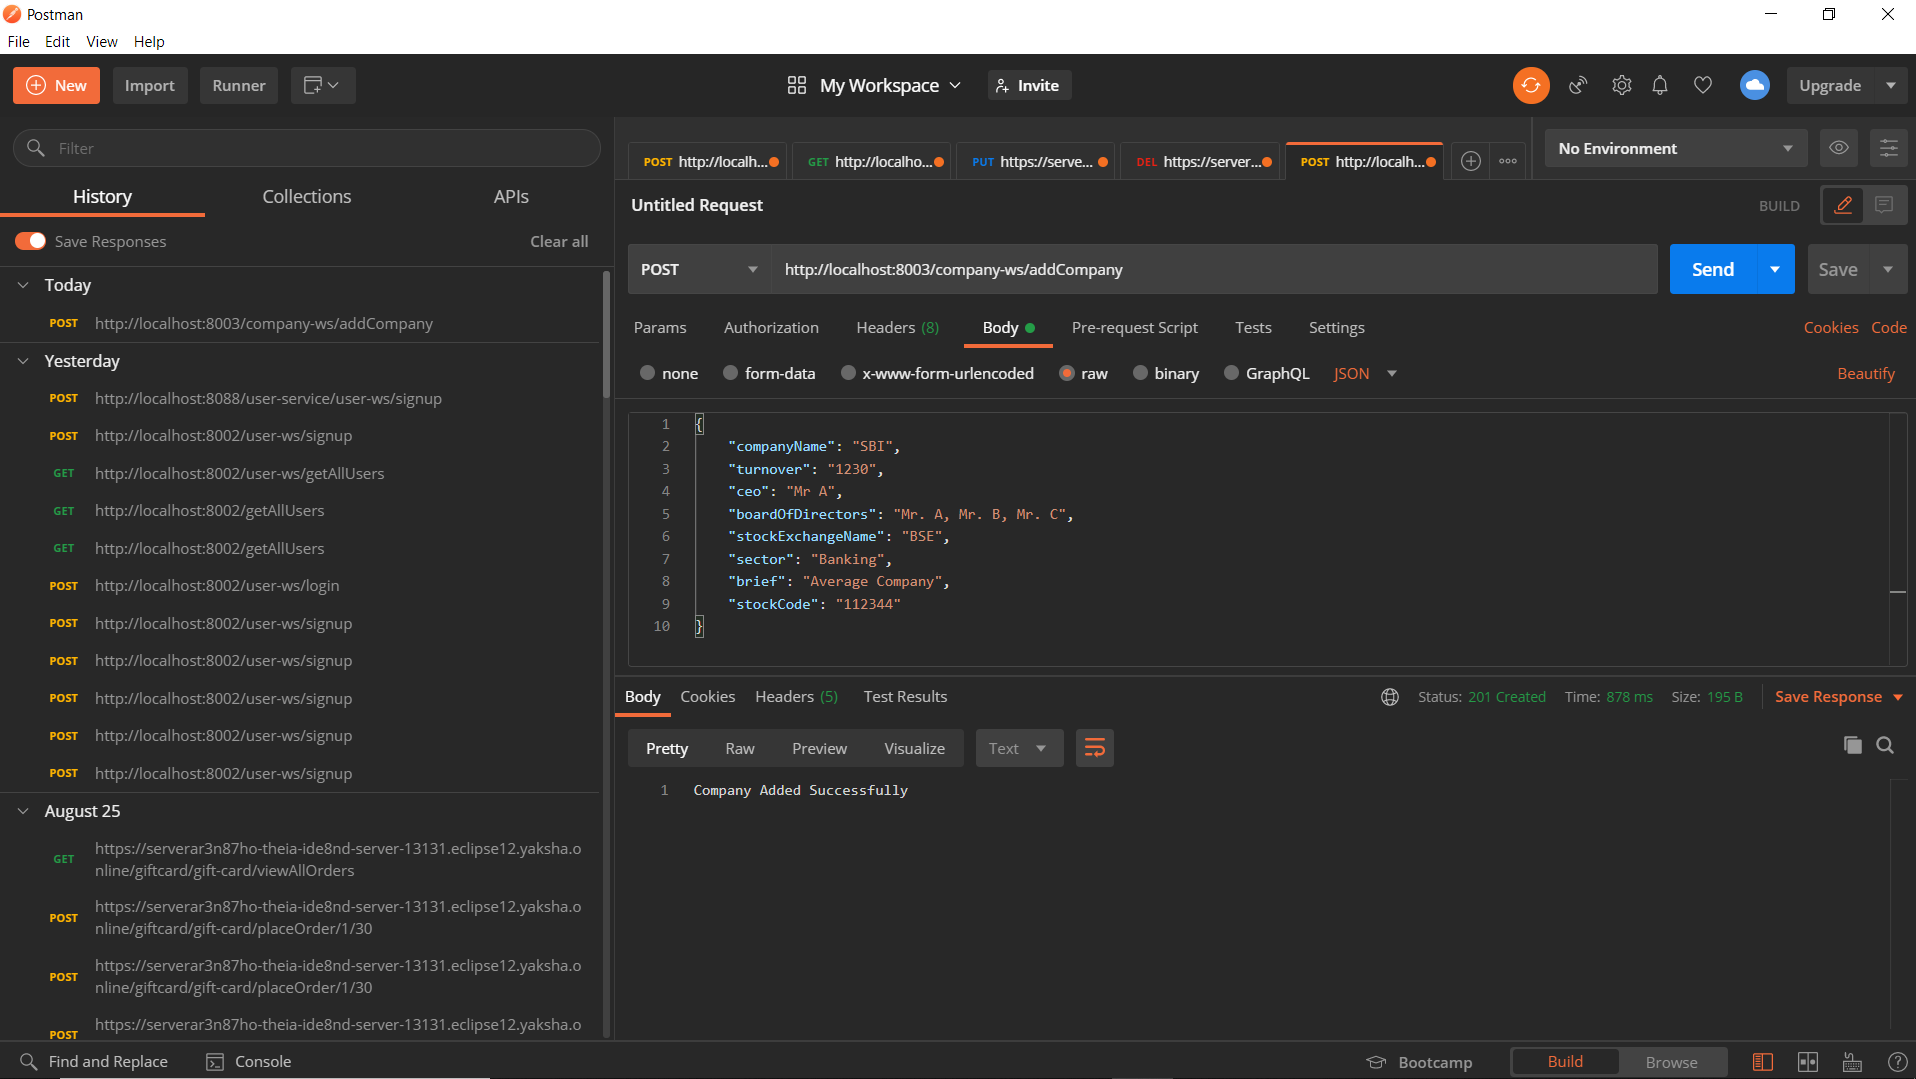 Postman
File Edit View Help
New Import Runner My Workspace Invite Upgrade
Filter
History Collections APIs
Save Responses Clear all
Today
POST http://localhost:8003/company-ws/addCompany
Yesterday
POST http://localhost:8088/user-service/user-ws/signup
POST http://localhost:8002/user-ws/signup
GET http://localhost:8002/user-ws/getAllUsers
GET http://localhost:8002/getAllUsers
GET http://localhost:8002/getAllUsers
POST http://localhost:8002/user-ws/login
POST http://localhost:8002/user-ws/signup
POST http://localhost:8002/user-ws/signup
POST http://localhost:8002/user-ws/signup
POST http://localhost:8002/user-ws/signup
POST http://localhost:8002/user-ws/signup
August 25
GET https://serverar3n87ho-theia-ide8nd-server-13131.eclipse12.yaksha.o
nline/giftcard/gift-card/viewAllOrders
POST https://serverar3n87ho-theia-ide8nd-server-13131.eclipse12.yaksha.o
nline/giftcard/gift-card/placeOrder/1/30
POST https://serverar3n87ho-theia-ide8nd-server-13131.eclipse12.yaksha.o
nline/giftcard/gift-card/placeOrder/1/30
POST https://serverar3n87ho-theia-ide8nd-server-13131.eclipse12.yaksha.o
POST http://localh... GET http://localho... PUT https://serve... DEL https://server... POST http://localh... No Environment
Untitled Request BUILD
POST http://localhost:8003/company-ws/addCompany Send Save
Params Authorization Headers (8) Body Pre-request Script Tests Settings Cookies Code
none form-data x-www-form-urlencoded raw binary GraphQL JSON Beautify
1 {
2 "companyName": "SBI",
3 "turnover": "1230",
4 "ceo": "Mr A",
5 "boardOfDirectors": "Mr. A, Mr. B, Mr. C",
6 "stockExchangeName": "BSE",
7 "sector": "Banking",
8 "brief": "Average Company",
9 "stockCode": "112344"
10 }
Body Cookies Headers (5) Test Results Status: 201 Created Time: 878 ms Size: 195 B Save Response
Pretty Raw Preview Visualize Text
1 Company Added Successfully
Find and Replace Console Bootcamp Build Browse